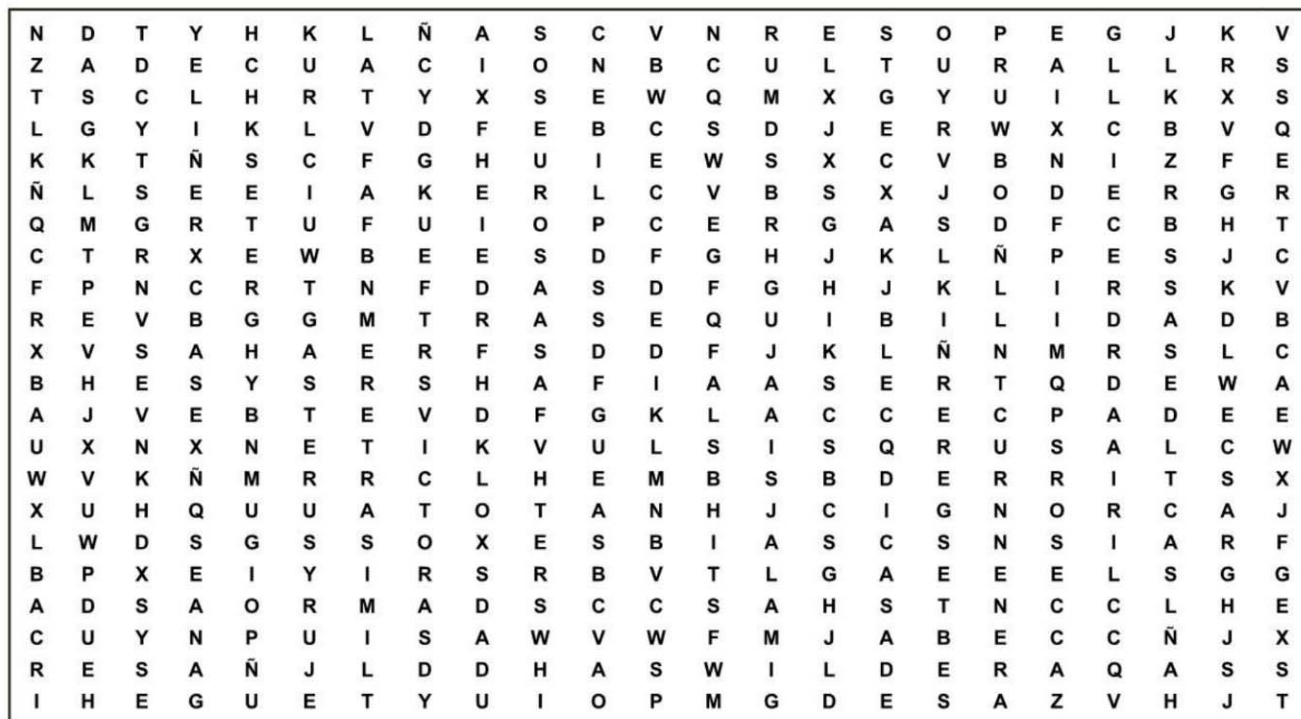 N D T Y H K L Ñ A S C V N R E S O P E G J K V
Z A D E C U A C I O N B C U L T U R A L L R S
T S C L H R T Y X S E W Q M X G Y U I L K X S
L G Y I K L V D F E B C S D J E R W X C B V Q
K K T Ñ S C F G H U I E W S X C V B N I Z F E
Ñ L S E E I A K E R L C V B S X J O D E R G R
Q M G R T U F U I O P C E R G A S D F C B H T
C T R X E W B E E S D F G H J K L Ñ P E S J C
F P N C R T N F D A S D F G H J K L I R S K V
R E V B G G M T R A S E Q U I B I L I D A D B
X V S A H A E R F S D D F J K L Ñ N M R S L C
B H E S Y S R S H A F I A A S E R T Q D E W A
A J V E B T E V D F G K L A C C E C P A D E E
U X N X N E T I K V U L S I S Q R U S A L C W
W V K Ñ M R R C L H E M B S B D E R R I T S X
X U H Q U U A T O T A N H J C I G N O R C A J
L W D S G S S O X E S B I A S C S N S I A R F
B P X E I Y I R S R B V T L G A E E E L S G G
A D S A O R M A D S C C S A H S T N C C L H E
C U Y N P U I S A W V W F M J A B E C C Ñ J X
R E S A Ñ J L D D H A S W I L D E R A Q A S S
I H E G U E T Y U I O P M G D E S A Z V H J T